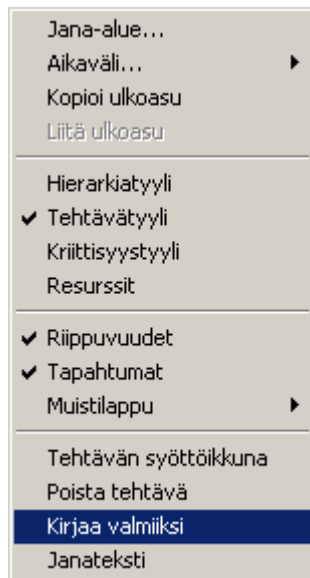 Jana-alue...
Aikaväli...
Kopioi ulkoasu
Liitä ulkoasu
Hierarkiatyyli
Tehtävätyyli
Kriittisyystyyli
Resurssit
Riippuvuudet
Tapahtumat
Muistilappu
Tehtävän syöttöikkuna
Poista tehtävä
Kirjaa valmiiksi
Janateksti